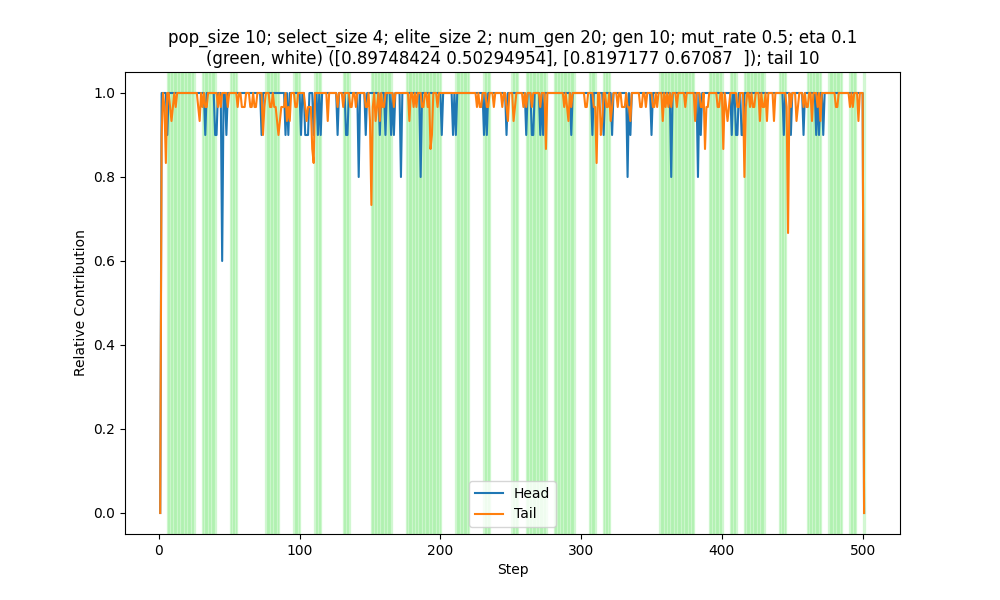 pop_size 10; select_size 4; elite_size 2; num_gen 20; gen 10; mut_rate 0.5; eta 0.1
(green, white) ([0.89748424 0.50294954], [0.8197177 0.67087  ]); tail 10
1.0
0.8
0.6
0.4
0.2
0.0
Relative Contribution
Head
Tail
0 100 200 300 400 500
Step